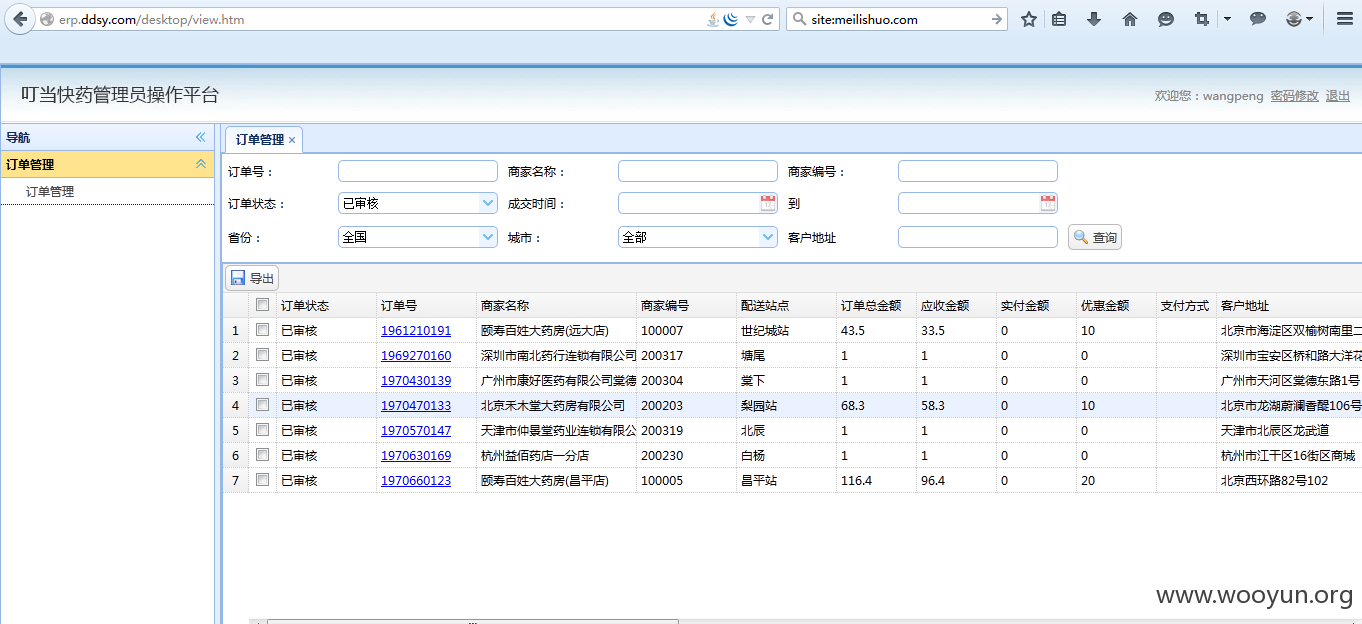 erp.ddsy.com/desktop/view.htm site:meilishuo.com
叮当快药管理员操作平台 欢迎您：wangpeng 密码修改 退出
导航 订单管理
订单管理
订单管理
订单号： 商家名称： 商家编号：
订单状态： 已审核 成交时间： 到
省份： 全国 城市： 全部 客户地址 查询
导出
订单状态 订单号 商家名称 商家编号 配送站点 订单总金额 应收金额 实付金额 优惠金额 支付方式 客户地址
1 已审核 1961210191 颐寿百姓大药房(远大店) 100007 世纪城站 43.5 33.5 0 10 北京市海淀区双榆树南里二
2 已审核 1969270160 深圳市南北药行连锁有限公司 200317 塘尾 1 1 0 0 深圳市宝安区桥和路大洋花
3 已审核 1970430139 广州市康好医药有限公司棠德 200304 棠下 1 1 0 0 广州市天河区棠德东路1号
4 已审核 1970470133 北京禾木堂大药房有限公司 200203 梨园站 68.3 58.3 0 10 北京市龙湖蔚澜香醍106号
5 已审核 1970570147 天津市仲景堂药业连锁有限公 200319 北辰 1 1 0 0 天津市北辰区龙武道
6 已审核 1970630169 杭州益佰药店一分店 200230 白杨 1 1 0 0 杭州市江干区16街区商城
7 已审核 1970660123 颐寿百姓大药房(昌平店) 100005 昌平站 116.4 96.4 0 20 北京西环路82号102
www.wooyun.org